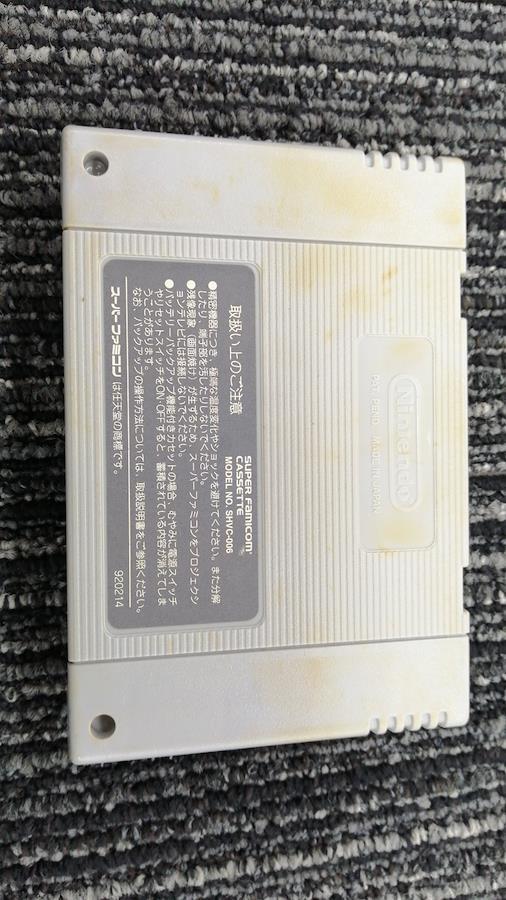 Nintendo
PAT. PEND. MADE IN JAPAN
SUPER FAMICOM
CASSETTE
MODEL NO. SHVC-006
取扱い上のご注意
●精密機器につき、極端な温度変化やショックを避けてください。また分解
したり、端子部を汚したりしないでください。
●残像現象（画面焼け）が生ずるため、スーパーファミコンをプロジェクシ
ョンテレビには接続しないでください。
●バッテリーバックアップ機能付きカセットの場合、むやみに電源スイッチ
やリセットスイッチをON・OFFすると、蓄積されている内容が消えてしま
うことがあります。
なお、バックアップの操作方法については、取扱説明書をご参照ください。
スーパーファミコン は任天堂の商標です。
920214